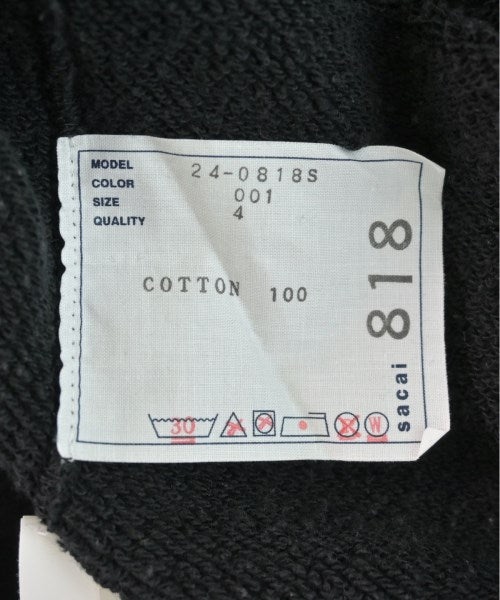 MODEL 24-0818S
COLOR 001
SIZE 4
QUALITY
COTTON 100
818
sacai
30
W